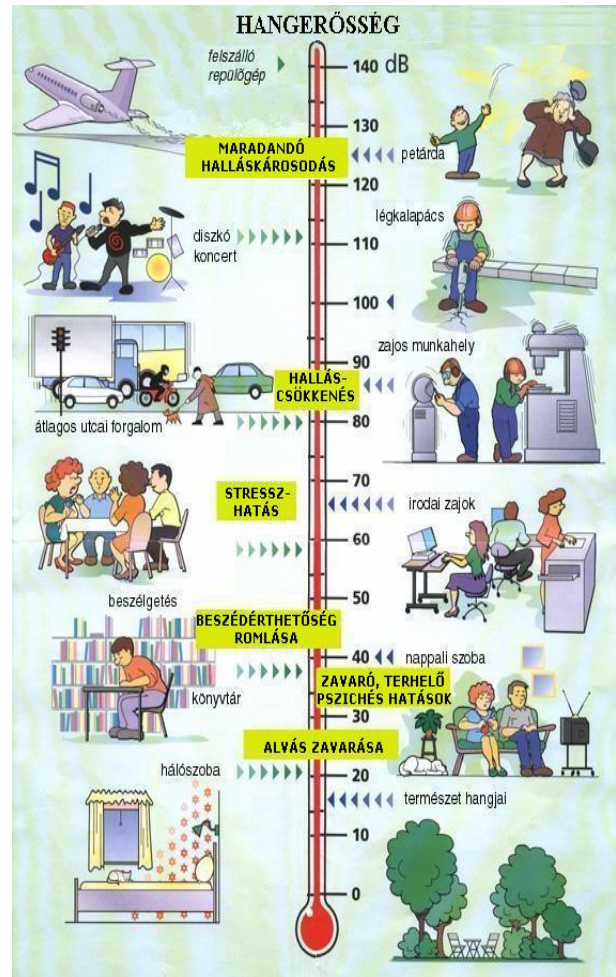 HANGERŐSSÉG
felszálló
repülőgép
140 dB
130
MARADANDÓ
HALLÁSKÁROSODÁS
petárda
120
légkalapács
diszkó
koncert
110
100
zajos munkahely
90
HALLÁS-
CSÖKKENÉS
átlagos utcai forgalom
80
70
STRESSZ-
HATÁS
irodai zajok
60
beszélgetés
50
BESZÉDÉRTHETŐSÉG
ROMLÁSA
40
nappali szoba
könyvtár
ZAVARÓ, TERHELŐ
PSZICHÉS HATÁSOK
30
ALVÁS ZAVARÁSA
hálószoba
20
természet hangjai
10
0